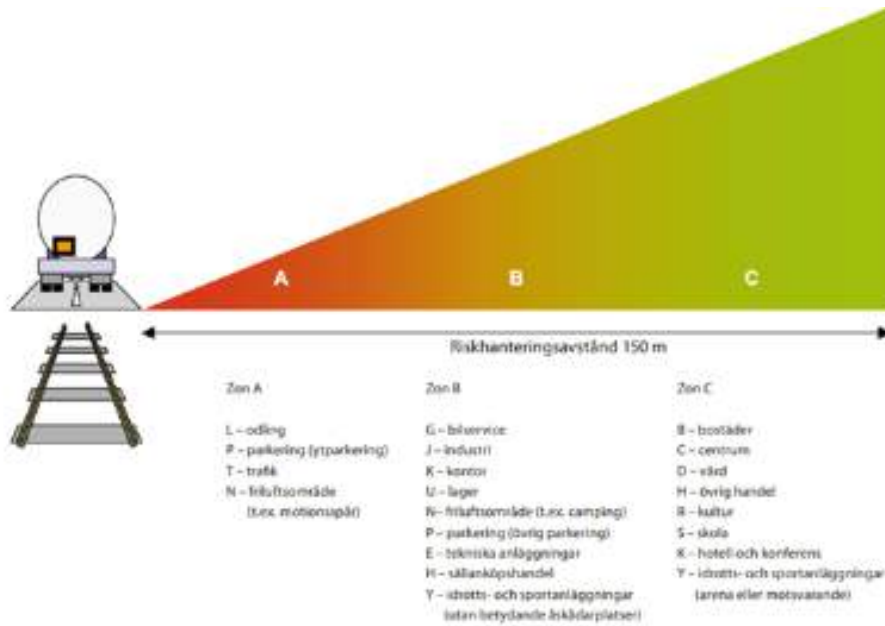 A
B
C
Riskhanteringsavstånd 150 m
Zon A
L – odling
P – parkering (ytparkering)
T – trafik
N – friluftsområde
(t.ex. motionsspår)
Zon B
G – bilservice
J – industri
K – kontor
U – lager
N – friluftsområde (t.ex. camping)
P – parkering (övrig parkering)
E – tekniska anläggningar
H – sällanköpshandel
Y – idrotts- och sportanläggningar
(utan betydande åskådarplatser)
Zon C
B – bostäder
C – centrum
D – vård
H – övrig handel
R – kultur
S – skola
K – hotell och konferens
Y – idrotts- och sportanläggningar
(arena eller motsvarande)